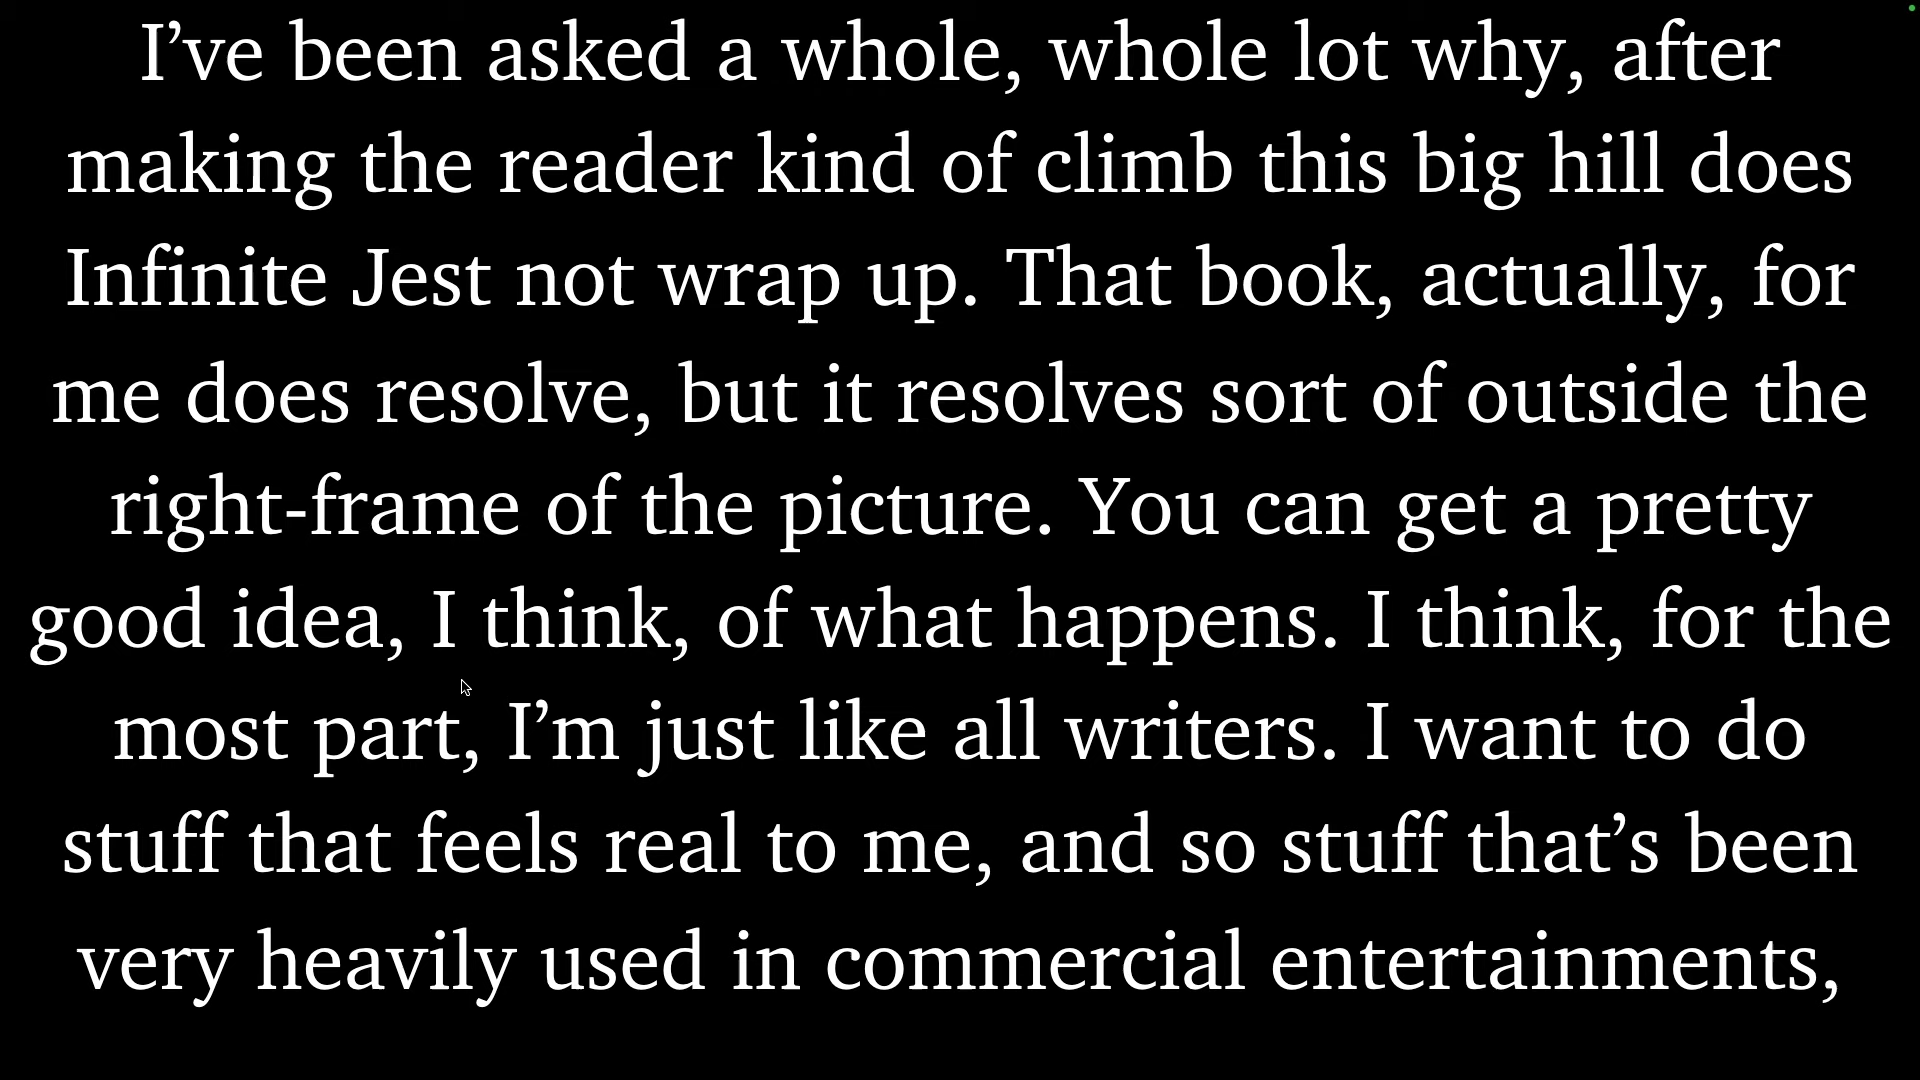 I’ve been asked a whole, whole lot why, after
making the reader kind of climb this big hill does
Infinite Jest not wrap up. That book, actually, for
me does resolve, but it resolves sort of outside the
right-frame of the picture. You can get a pretty
good idea, I think, of what happens. I think, for the
most part, I’m just like all writers. I want to do
stuff that feels real to me, and so stuff that’s been
very heavily used in commercial entertainments,